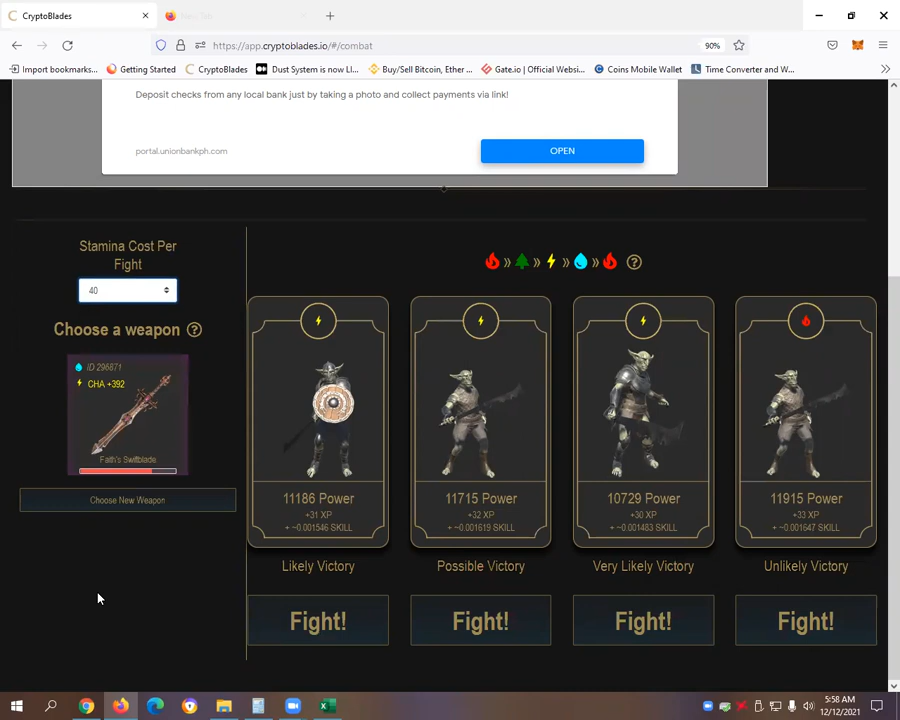 CryptoBlades
https://app.cryptoblades.io/#/combat
90%
Import bookmarks...
Getting Started
CryptoBlades
Dust System is now LI...
Buy/Sell Bitcoin, Ether ...
Gate.io | Official Websi...
Coins Mobile Wallet
Time Converter and W...
Deposit checks from any local bank just by taking a photo and collect payments via link!
portal.unionbankph.com
OPEN
Stamina Cost Per
Fight
40
Choose a weapon
ID 296871
CHA +392
Faith's Swiftblade
Choose New Weapon
11186 Power
+31 XP
+ ~0.001546 SKILL
Likely Victory
Fight!
11715 Power
+32 XP
+ ~0.001619 SKILL
Possible Victory
Fight!
10729 Power
+30 XP
+ ~0.001483 SKILL
Very Likely Victory
Fight!
11915 Power
+33 XP
+ ~0.001647 SKILL
Unlikely Victory
Fight!
5:58 AM
12/12/2021